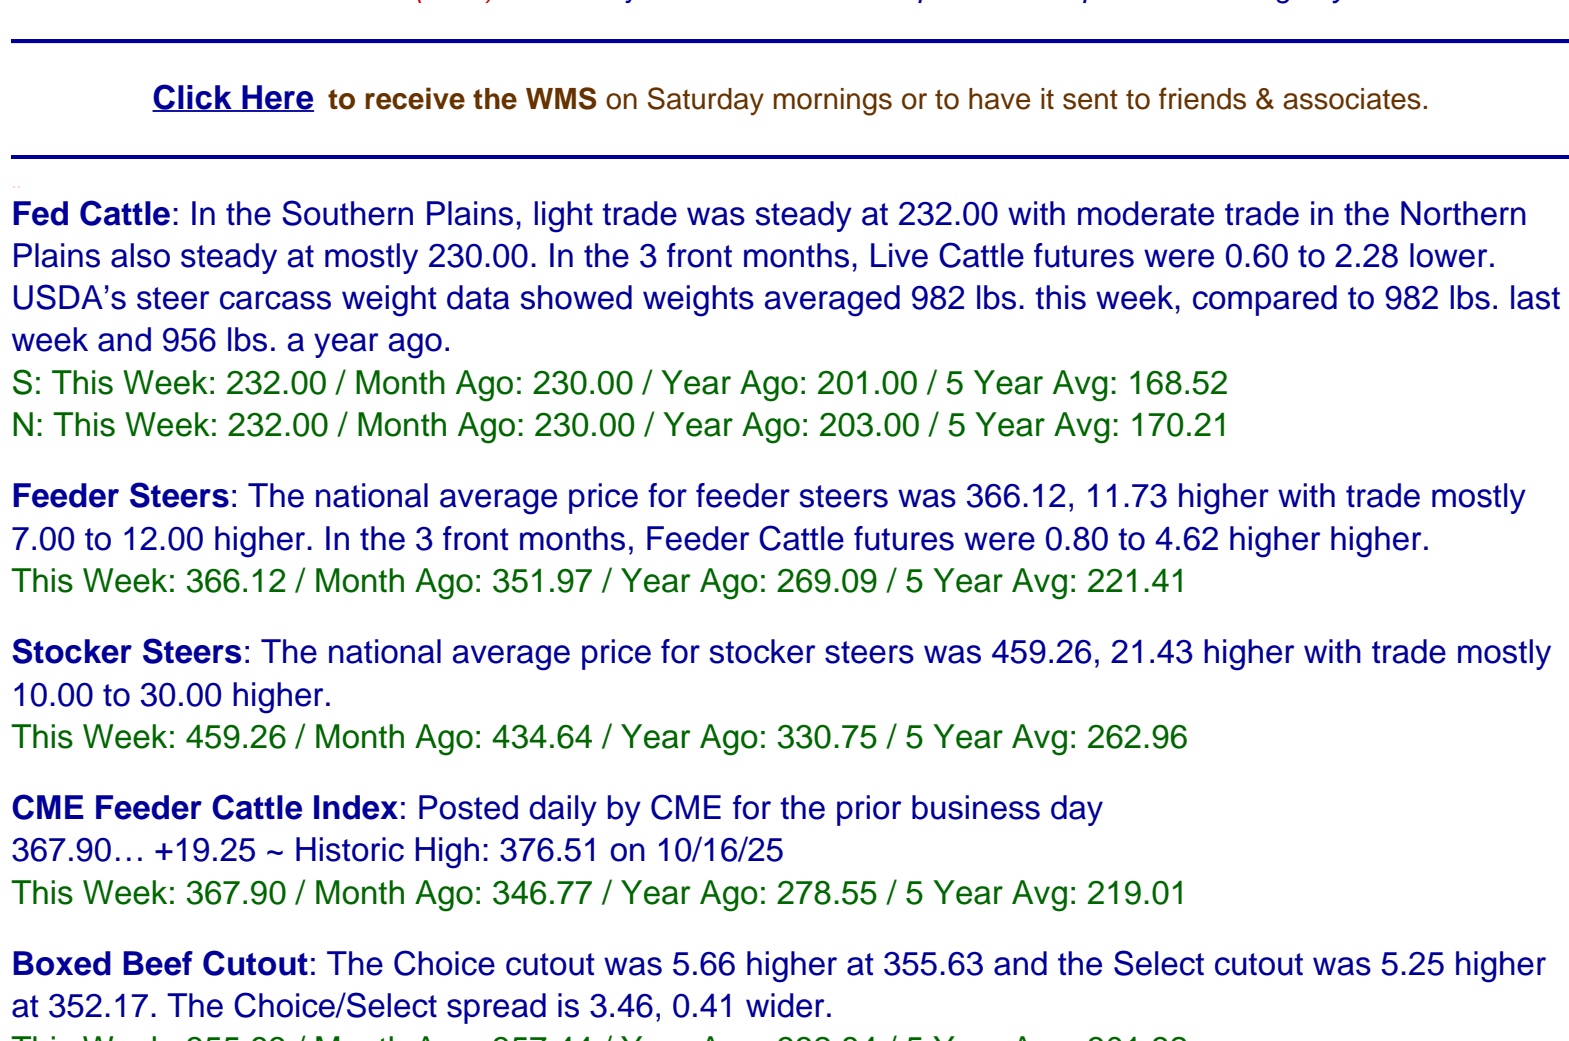 Click Here to receive the WMS on Saturday mornings or to have it sent to friends & associates.
Fed Cattle: In the Southern Plains, light trade was steady at 232.00 with moderate trade in the Northern
Plains also steady at mostly 230.00. In the 3 front months, Live Cattle futures were 0.60 to 2.28 lower.
USDA’s steer carcass weight data showed weights averaged 982 lbs. this week, compared to 982 lbs. last
week and 956 lbs. a year ago.
S: This Week: 232.00 / Month Ago: 230.00 / Year Ago: 201.00 / 5 Year Avg: 168.52
N: This Week: 232.00 / Month Ago: 230.00 / Year Ago: 203.00 / 5 Year Avg: 170.21
Feeder Steers: The national average price for feeder steers was 366.12, 11.73 higher with trade mostly
7.00 to 12.00 higher. In the 3 front months, Feeder Cattle futures were 0.80 to 4.62 higher higher.
This Week: 366.12 / Month Ago: 351.97 / Year Ago: 269.09 / 5 Year Avg: 221.41
Stocker Steers: The national average price for stocker steers was 459.26, 21.43 higher with trade mostly
10.00 to 30.00 higher.
This Week: 459.26 / Month Ago: 434.64 / Year Ago: 330.75 / 5 Year Avg: 262.96
CME Feeder Cattle Index: Posted daily by CME for the prior business day
367.90… +19.25 ~ Historic High: 376.51 on 10/16/25
This Week: 367.90 / Month Ago: 346.77 / Year Ago: 278.55 / 5 Year Avg: 219.01
Boxed Beef Cutout: The Choice cutout was 5.66 higher at 355.63 and the Select cutout was 5.25 higher
at 352.17. The Choice/Select spread is 3.46, 0.41 wider.
This Week: / Month Ago: / Year Ago: / 5 Year Avg: